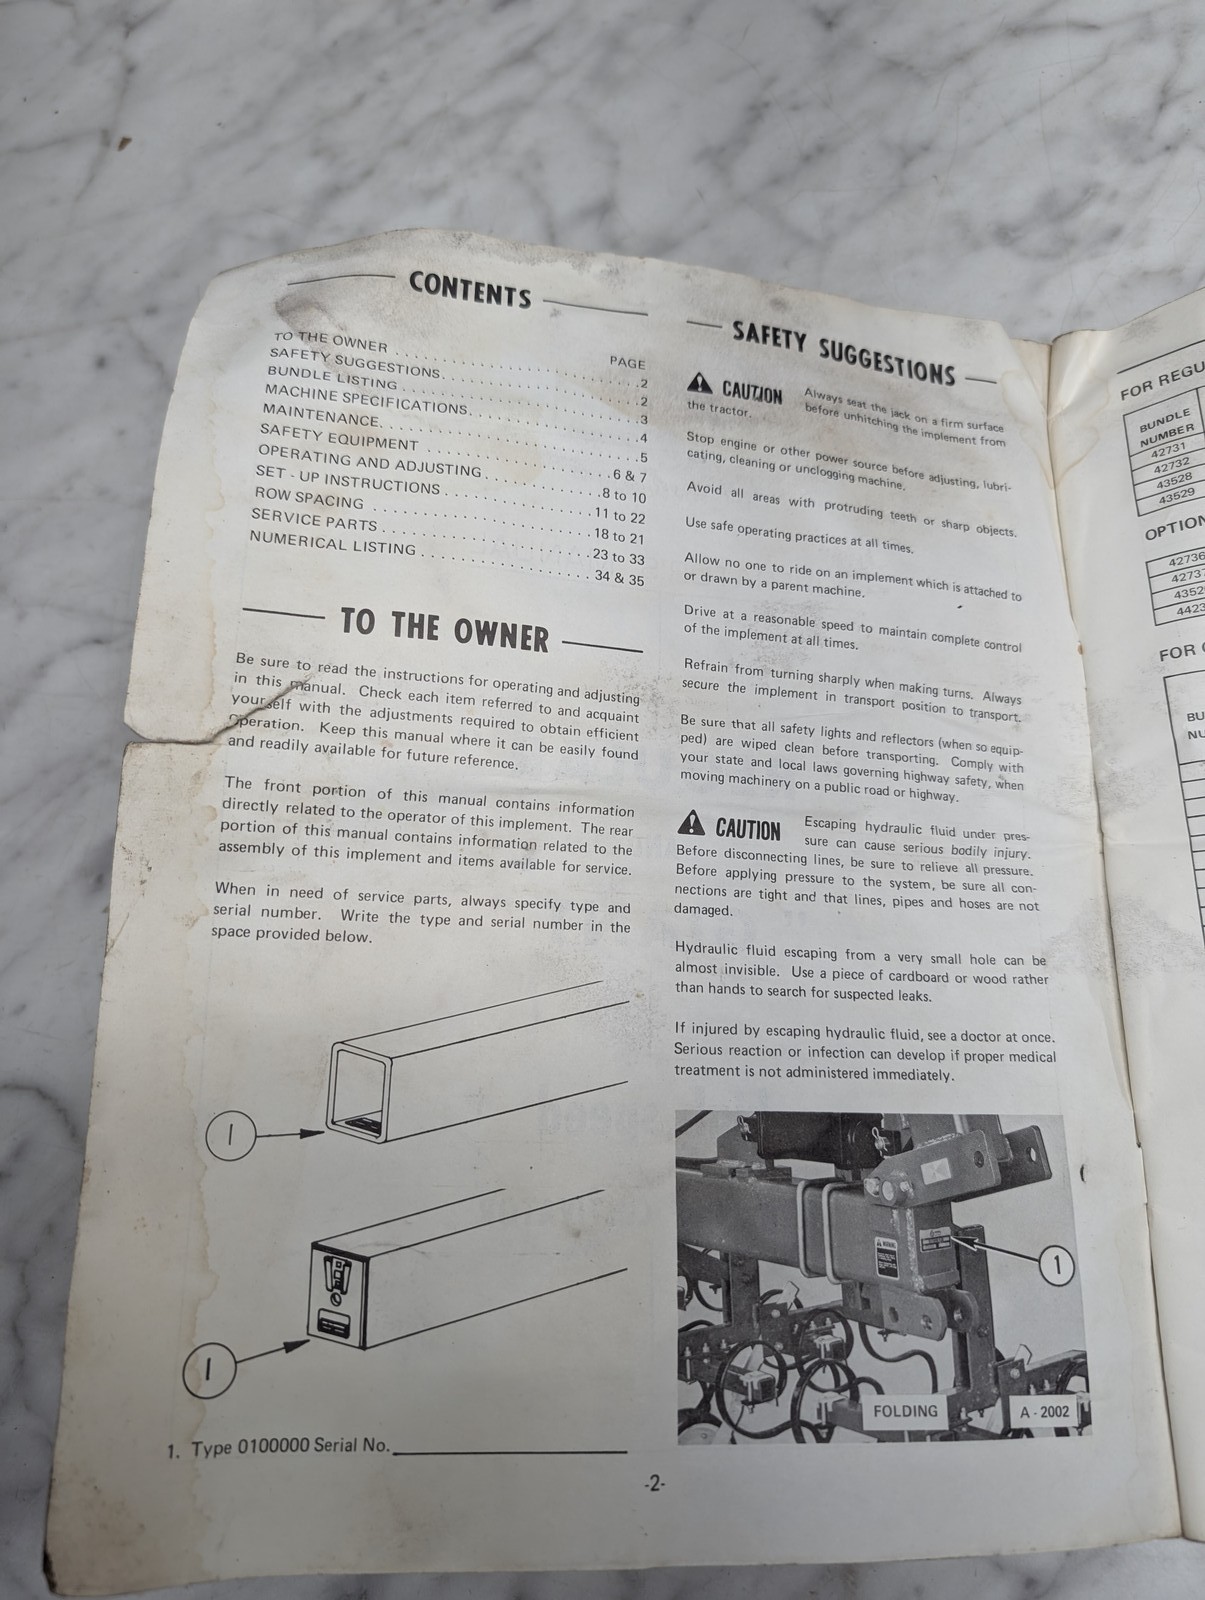 CONTENTS
PAGE
TO THE OWNER . . . . . . . . . . . . . . . . . . . . . . . . . .2
SAFETY SUGGESTIONS. . . . . . . . . . . . . . . . . . . . .2
BUNDLE LISTING . . . . . . . . . . . . . . . . . . . . . . . . .3
MACHINE SPECIFICATIONS. . . . . . . . . . . . . . . . . .4
MAINTENANCE. . . . . . . . . . . . . . . . . . . . . . . . . . .5
SAFETY EQUIPMENT . . . . . . . . . . . . . . . . . . .6 & 7
OPERATING AND ADJUSTING . . . . . . . . . . . . .8 to 10
SET - UP INSTRUCTIONS . . . . . . . . . . . . . . . .11 to 22
ROW SPACING . . . . . . . . . . . . . . . . . . . . . . .18 to 21
SERVICE PARTS . . . . . . . . . . . . . . . . . . . . . .23 to 33
NUMERICAL LISTING . . . . . . . . . . . . . . . . . . 34 & 35
TO THE OWNER
Be sure to read the instructions for operating and adjusting
in this manual. Check each item referred to and acquaint
yourself with the adjustments required to obtain efficient
operation. Keep this manual where it can be easily found
and readily available for future reference.
The front portion of this manual contains information
directly related to the operator of this implement. The rear
portion of this manual contains information related to the
assembly of this implement and items available for service.
When in need of service parts, always specify type and
serial number. Write the type and serial number in the
space provided below.
1
1
1. Type 0100000 Serial No.
SAFETY SUGGESTIONS
CAUTION Always seat the jack on a firm surface
before unhitching the implement from
the tractor.
Stop engine or other power source before adjusting, lubri-
cating, cleaning or unclogging machine.
Avoid all areas with protruding teeth or sharp objects.
Use safe operating practices at all times.
Allow no one to ride on an implement which is attached to
or drawn by a parent machine.
Drive at a reasonable speed to maintain complete control
of the implement at all times.
Refrain from turning sharply when making turns. Always
secure the implement in transport position to transport.
Be sure that all safety lights and reflectors (when so equip-
ped) are wiped clean before transporting. Comply with
your state and local laws governing highway safety, when
moving machinery on a public road or highway.
CAUTION Escaping hydraulic fluid under pres-
sure can cause serious bodily injury.
Before disconnecting lines, be sure to relieve all pressure.
Before applying pressure to the system, be sure all con-
nections are tight and that lines, pipes and hoses are not
damaged.
Hydraulic fluid escaping from a very small hole can be
almost invisible. Use a piece of cardboard or wood rather
than hands to search for suspected leaks.
If injured by escaping hydraulic fluid, see a doctor at once.
Serious reaction or infection can develop if proper medical
treatment is not administered immediately.
WARNING
1
FOLDING
A - 2002
-2-
FOR REGU
BUNDLE
NUMBER
42731
42732
43528
43529
OPTION
42736
4273
4352
4423
FOR
BU
NU